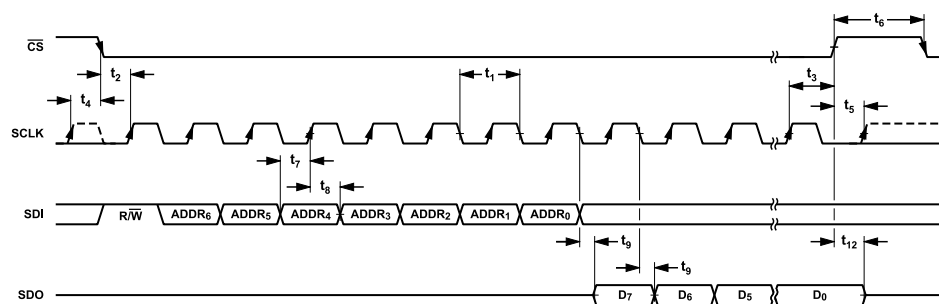 t6
CS
t2
t1
t3
t4
t5
SCLK
t7
t8
SDI
R/W
ADDR6
ADDR5
ADDR4
ADDR3
ADDR2
ADDR1
ADDR0
t9
t12
t9
SDO
D7
D6
D5
D0